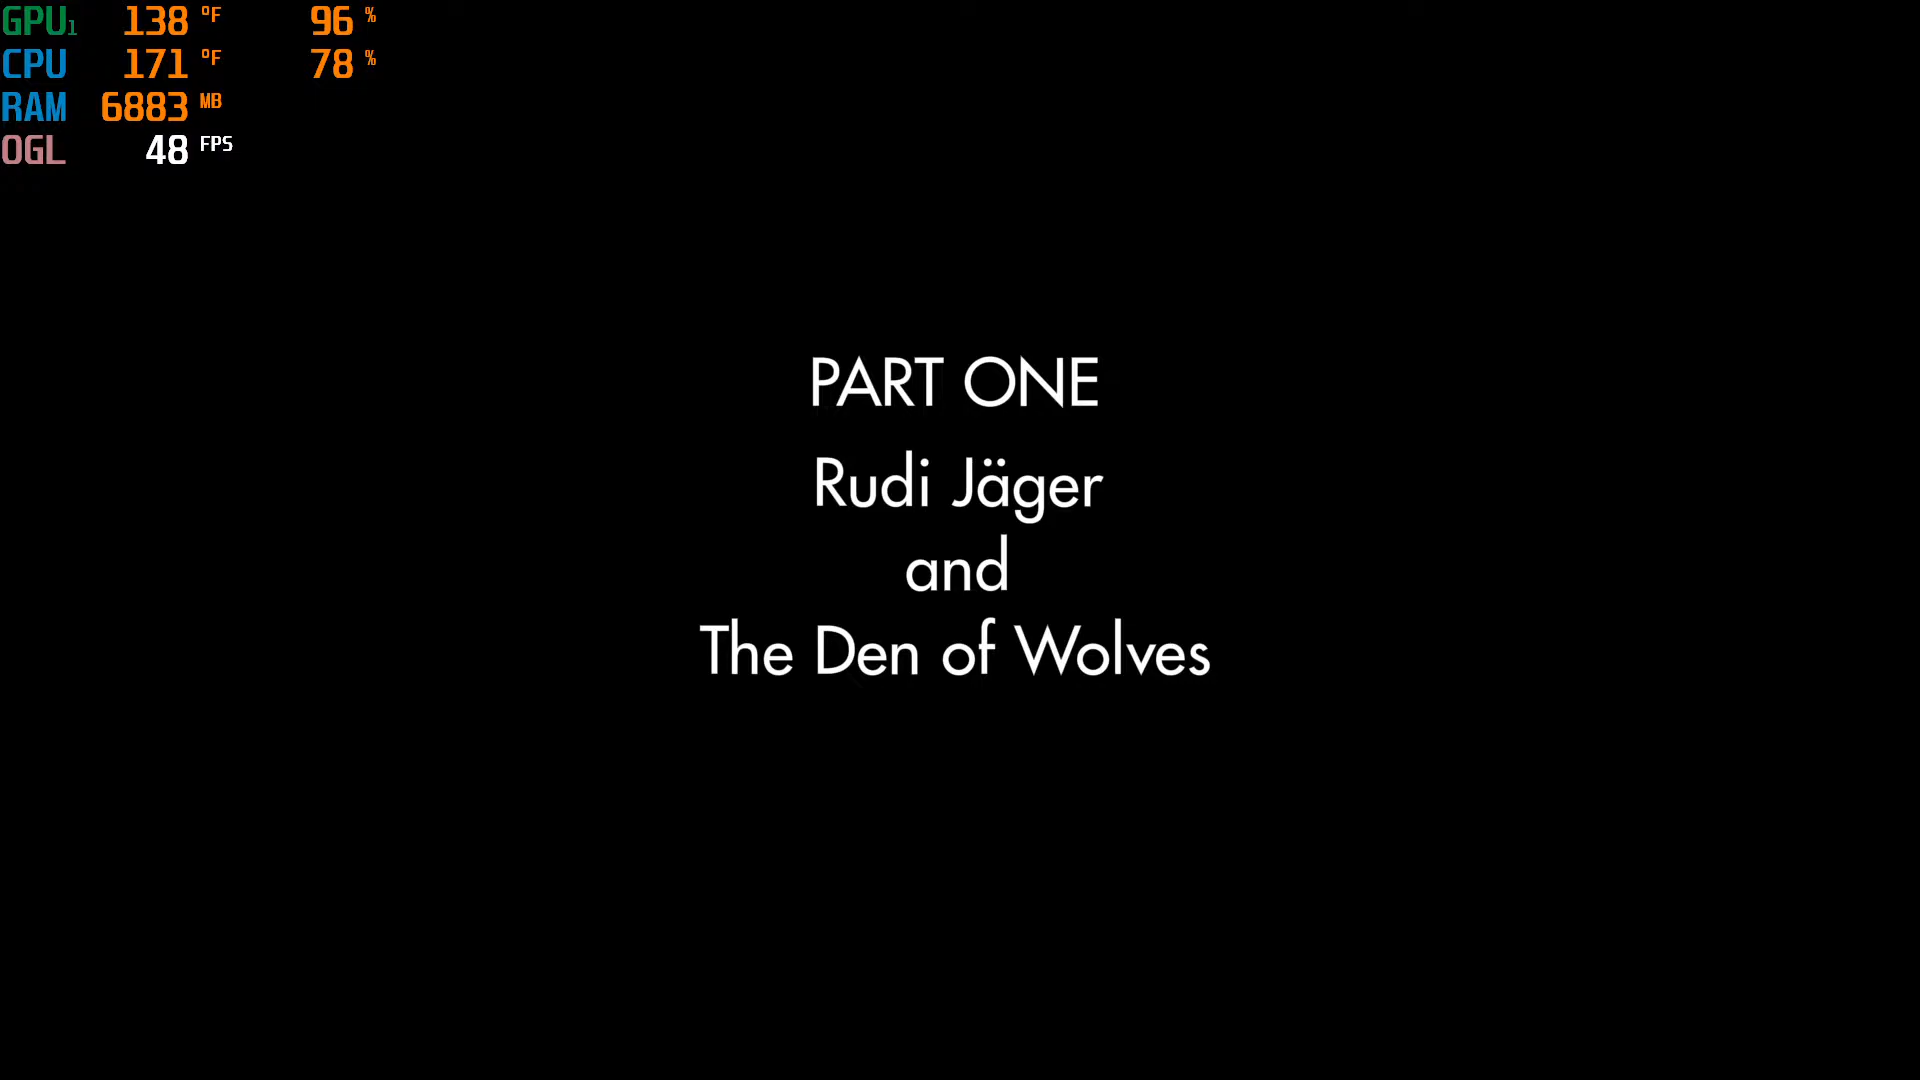 GPU1 138 °F 96 %
CPU 171 °F 78 %
RAM 6883 MB
OGL 48 FPS
PART ONE
Rudi Jäger
and
The Den of Wolves